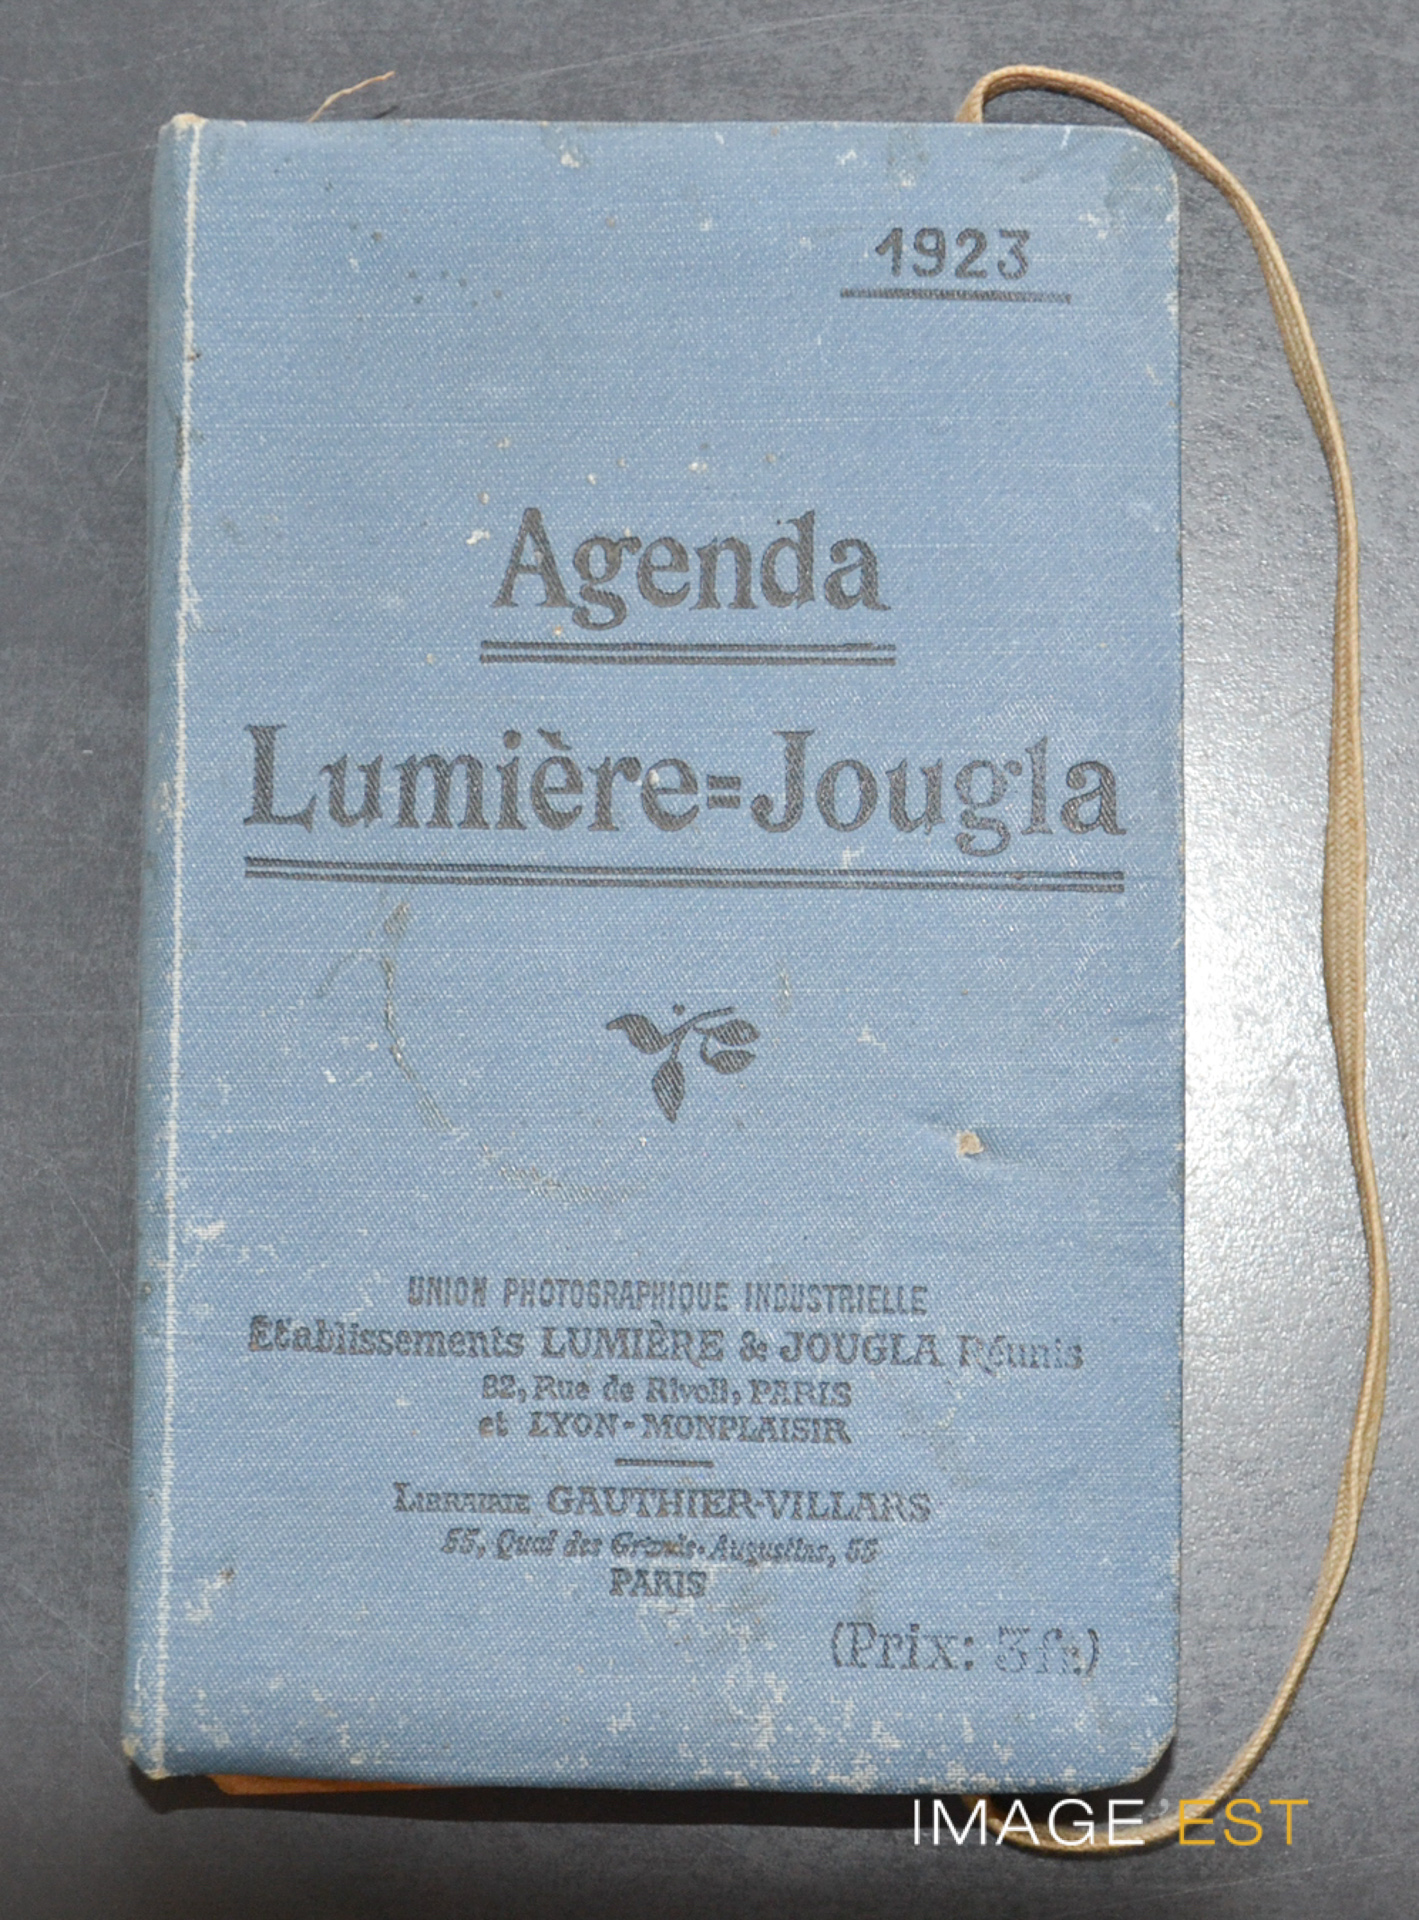 1923
Agenda
Lumière=Jougla
UNION PHOTOGRAPHIQUE INDUSTRIELLE
Etablissements LUMIÈRE & JOUGLA Réunis
82, Rue de Rivoli, PARIS
et LYON-MONPLAISIR
LIBRAIRIE GAUTHIER-VILLARS
55, Quai des Grands-Augustins, 55
PARIS
(Prix: 3 fr.)
IMAGE'EST